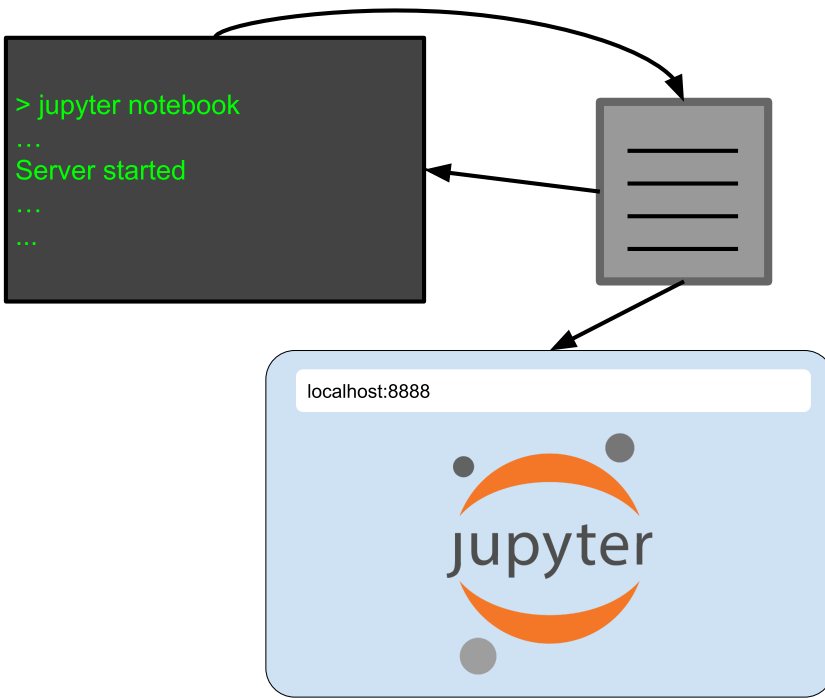 > jupyter notebook
…
Server started
…
...
localhost:8888
jupyter